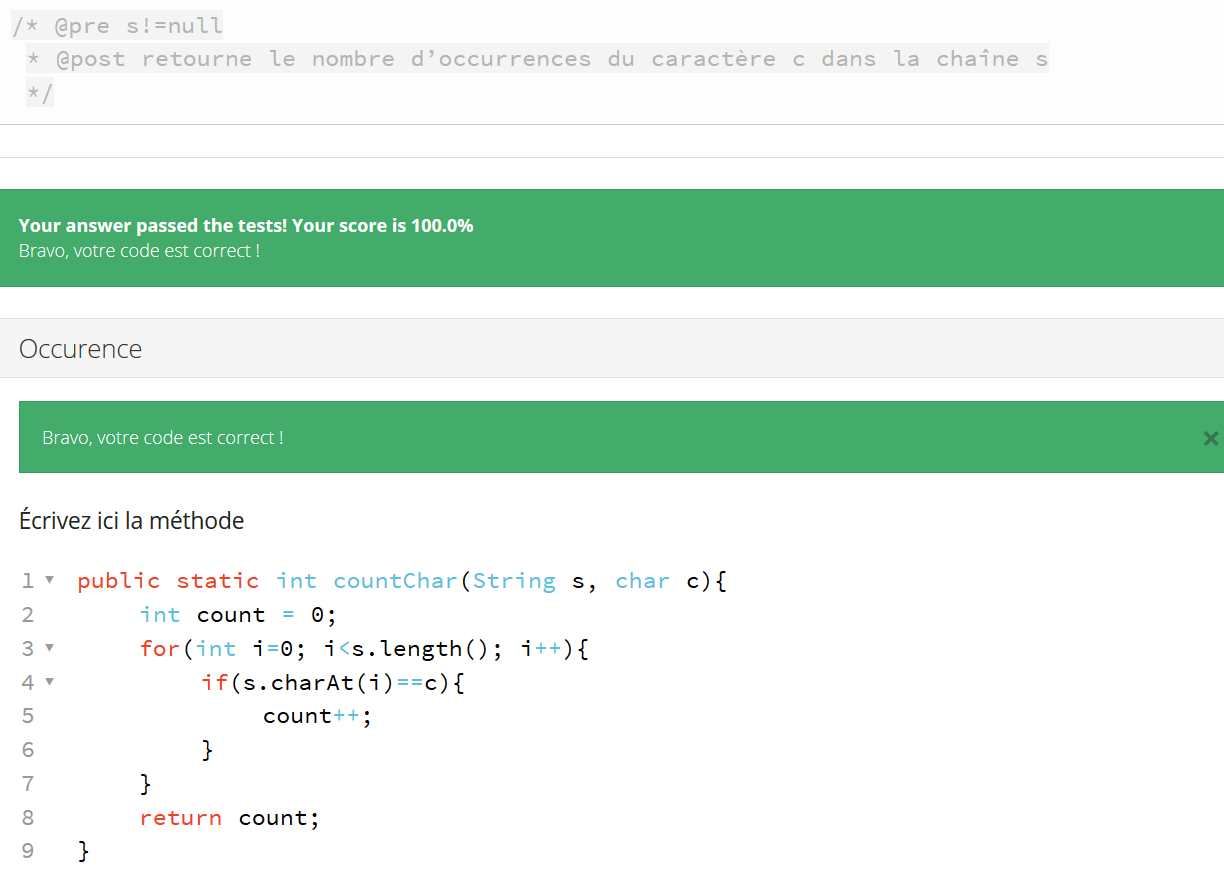 /* @pre s!=null
* @post retourne le nombre d’occurrences du caractère c dans la chaîne s
*/
Your answer passed the tests! Your score is 100.0%
Bravo, votre code est correct !
Occurence
Bravo, votre code est correct !
×
Écrivez ici la méthode
1 public static int countChar(String s, char c){
2 int count = 0;
3 for(int i=0; i<s.length(); i++){
4 if(s.charAt(i)==c){
5 count++;
6 }
7 }
8 return count;
9 }